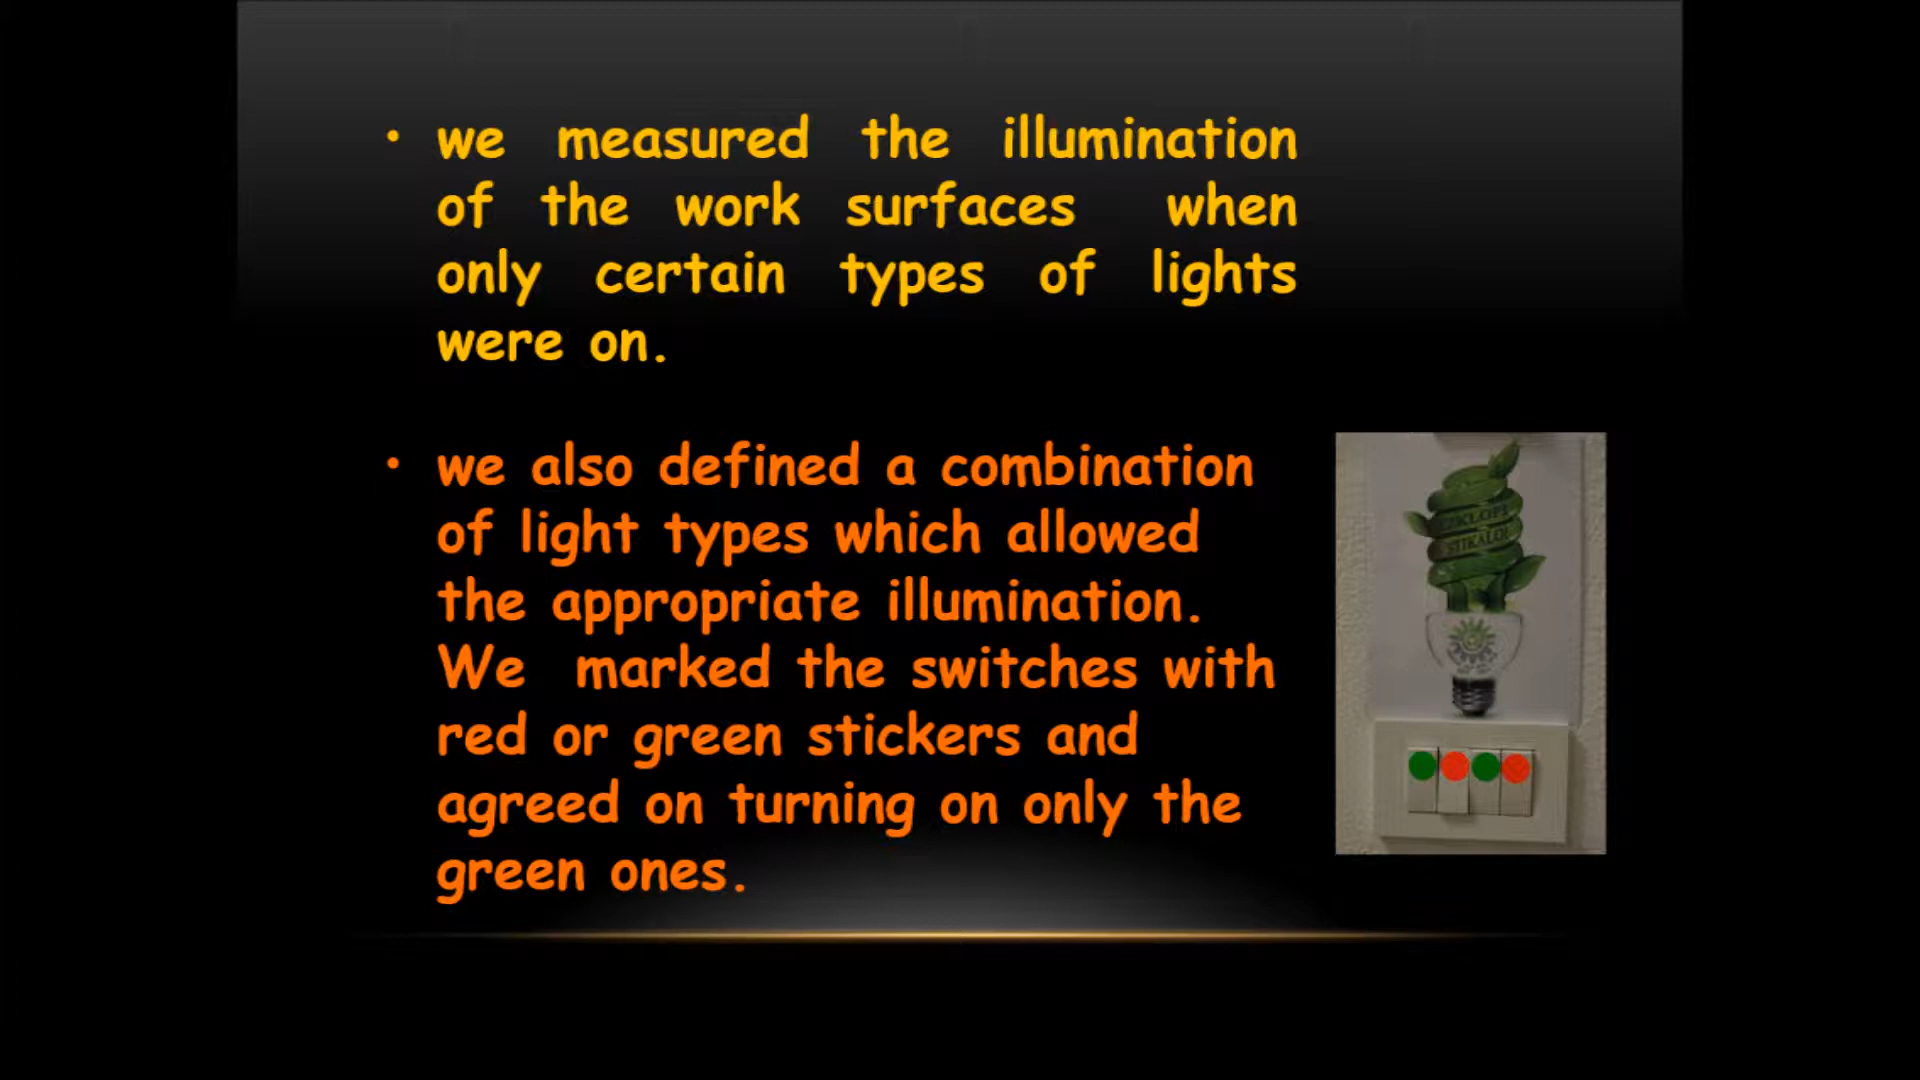 • we measured the illumination
of the work surfaces when
only certain types of lights
were on.
• we also defined a combination
of light types which allowed
the appropriate illumination.
We marked the switches with
red or green stickers and
agreed on turning on only the
green ones.